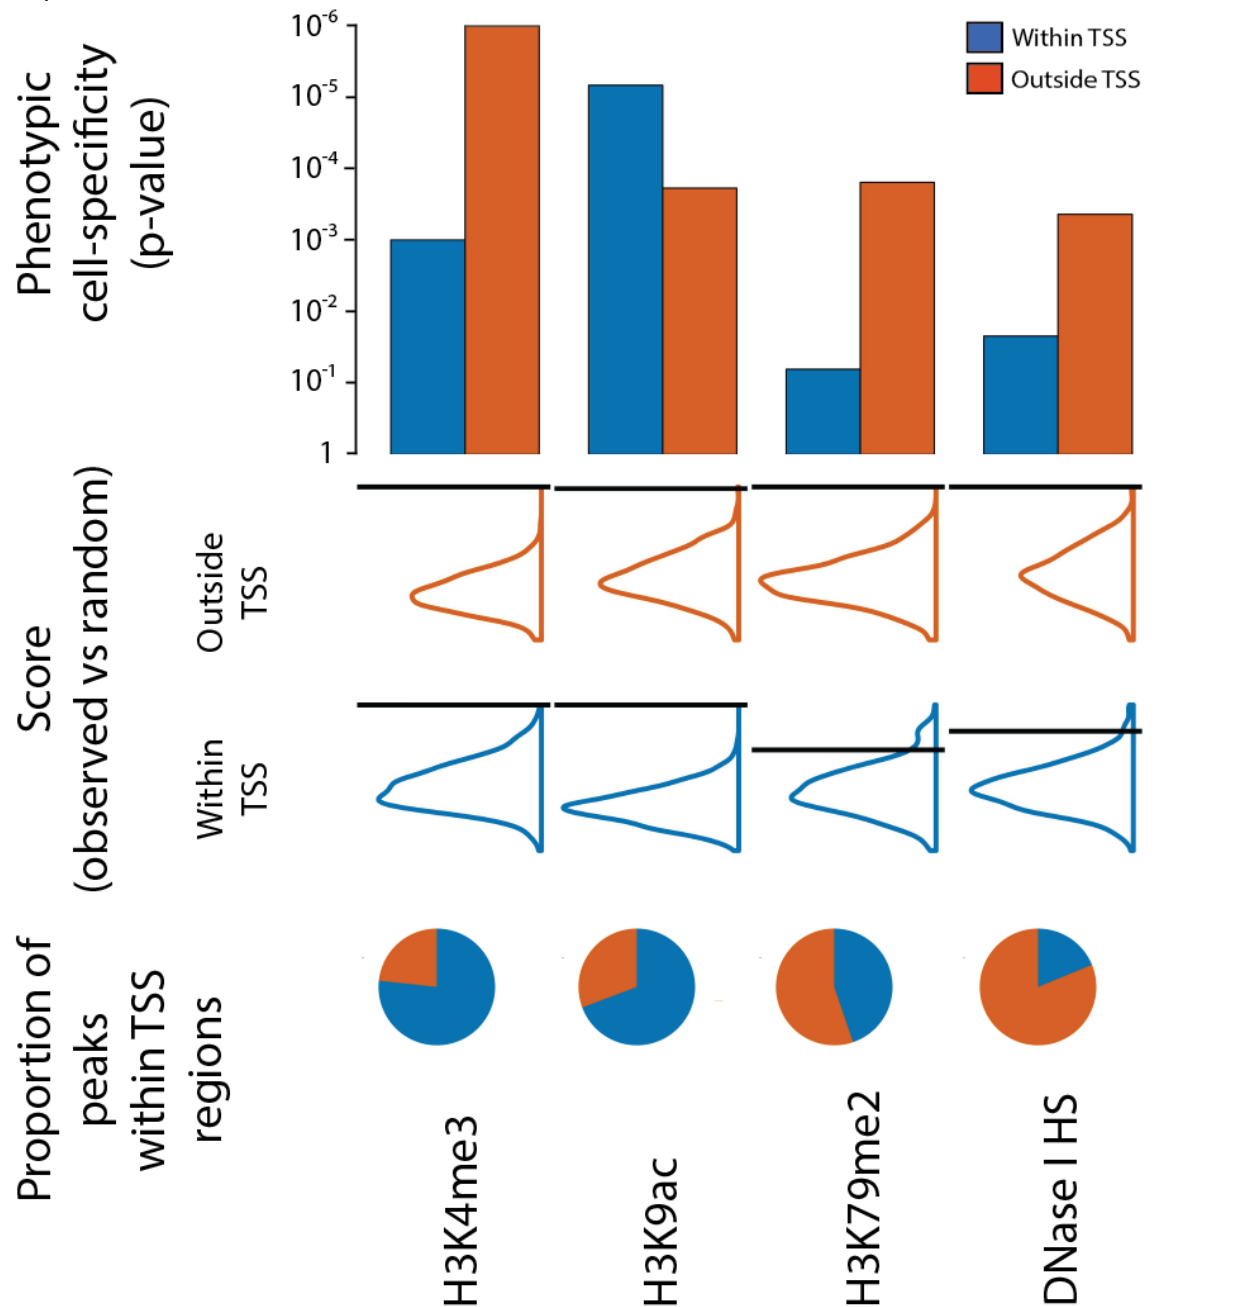 Phenotypic
cell-specificity
(p-value)
10-6
10-5
10-4
10-3
10-2
10-1
1
Within TSS
Outside TSS
Score
(observed vs random)
Outside
TSS
Within
TSS
Proportion of
peaks
within TSS
regions
H3K4me3
H3K9ac
H3K79me2
DNase I HS